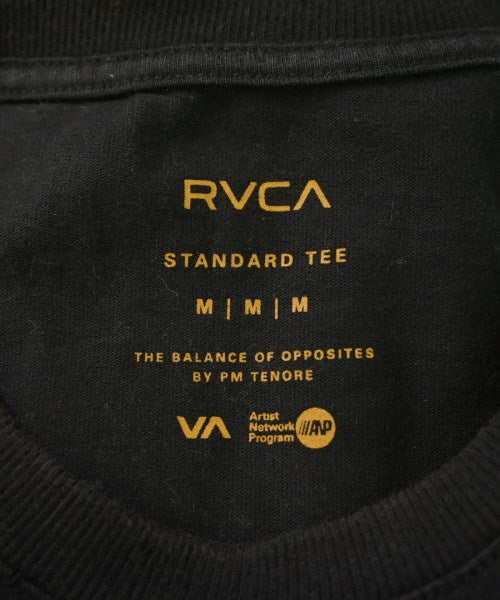 RVCA
STANDARD TEE
M | M | M
THE BALANCE OF OPPOSITES
BY PM TENORE
VA
Artist
Network
Program
ANP